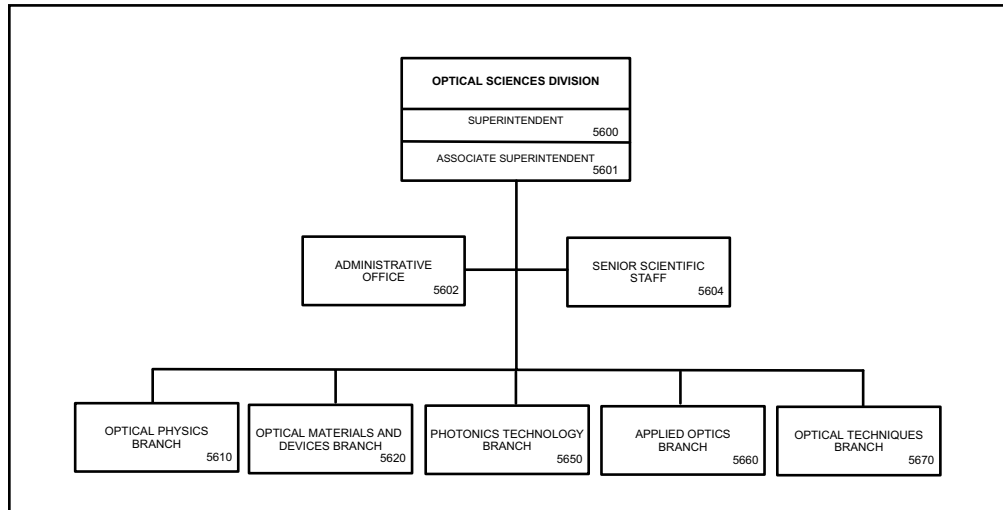 OPTICAL SCIENCES DIVISION
SUPERINTENDENT
5600
ASSOCIATE SUPERINTENDENT
5601
ADMINISTRATIVE
OFFICE
5602
SENIOR SCIENTIFIC
STAFF
5604
OPTICAL PHYSICS
BRANCH
5610
OPTICAL MATERIALS AND
DEVICES BRANCH
5620
PHOTONICS TECHNOLOGY
BRANCH
5650
APPLIED OPTICS
BRANCH
5660
OPTICAL TECHNIQUES
BRANCH
5670